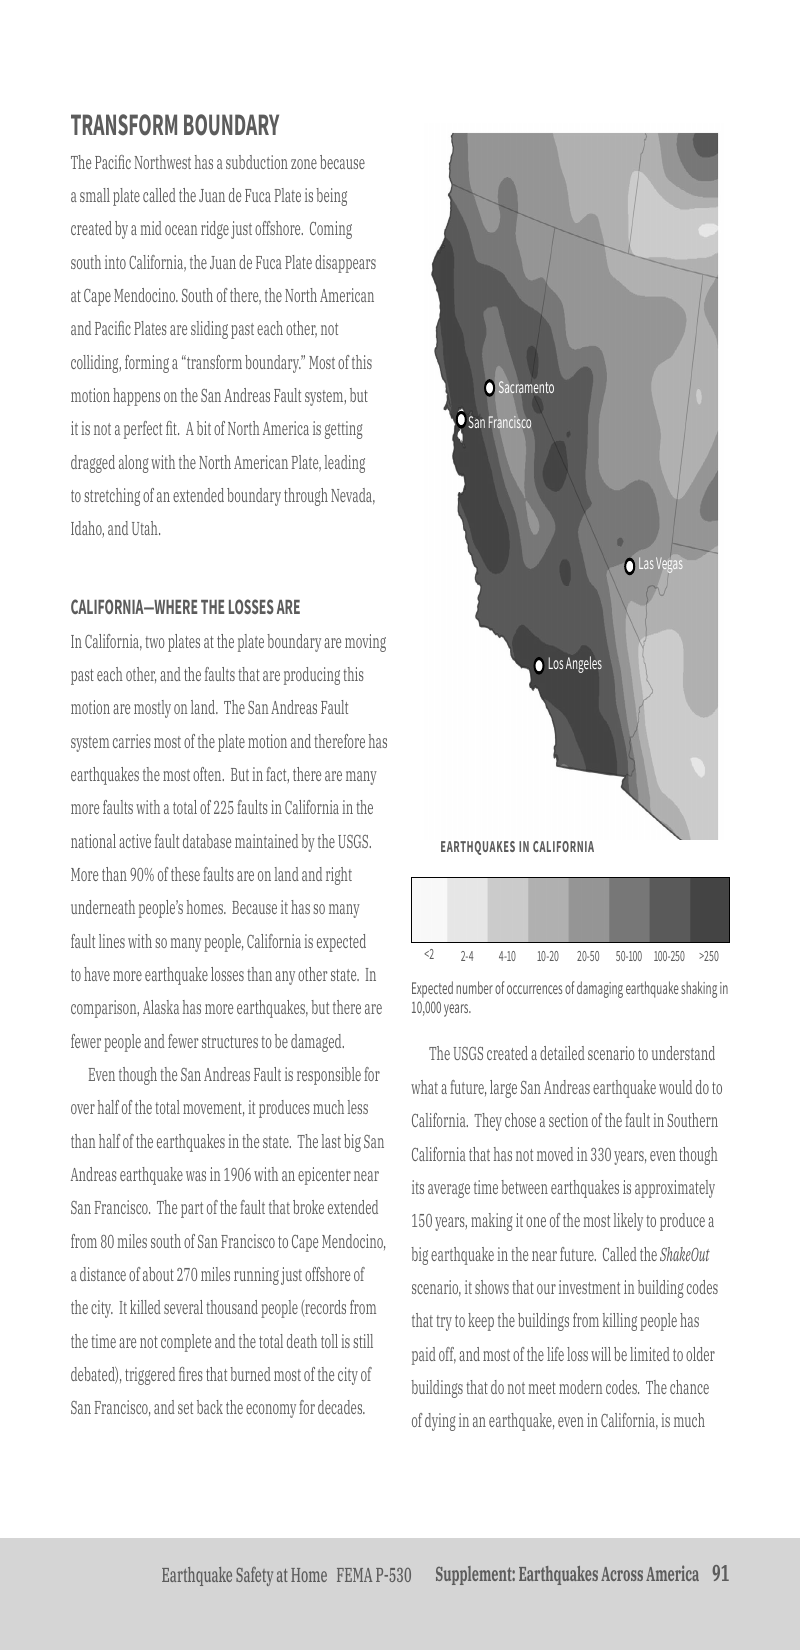 TRANSFORM BOUNDARY
The Pacific Northwest has a subduction zone because
a small plate called the Juan de Fuca Plate is being
created by a mid ocean ridge just offshore.  Coming
south into California, the Juan de Fuca Plate disappears
at Cape Mendocino. South of there, the North American
and Pacific Plates are sliding past each other, not
colliding, forming a “transform boundary.” Most of this
motion happens on the San Andreas Fault system, but
it is not a perfect fit.  A bit of North America is getting
dragged along with the North American Plate, leading
to stretching of an extended boundary through Nevada,
Idaho, and Utah.
CALIFORNIA—WHERE THE LOSSES ARE
In California, two plates at the plate boundary are moving
past each other, and the faults that are producing this
motion are mostly on land.  The San Andreas Fault
system carries most of the plate motion and therefore has
earthquakes the most often.  But in fact, there are many
more faults with a total of 225 faults in California in the
national active fault database maintained by the USGS.
More than 90% of these faults are on land and right
underneath people’s homes.  Because it has so many
fault lines with so many people, California is expected
to have more earthquake losses than any other state.  In
comparison, Alaska has more earthquakes, but there are
fewer people and fewer structures to be damaged.
Even though the San Andreas Fault is responsible for
over half of the total movement, it produces much less
than half of the earthquakes in the state.  The last big San
Andreas earthquake was in 1906 with an epicenter near
San Francisco.  The part of the fault that broke extended
from 80 miles south of San Francisco to Cape Mendocino,
a distance of about 270 miles running just offshore of
the city.  It killed several thousand people (records from
the time are not complete and the total death toll is still
debated), triggered fires that burned most of the city of
San Francisco, and set back the economy for decades.
Sacramento
San Francisco
Las Vegas
Los Angeles
EARTHQUAKES IN CALIFORNIA
<2 2-4 4-10 10-20 20-50 50-100 100-250 >250
Expected number of occurrences of damaging earthquake shaking in
10,000 years.
The USGS created a detailed scenario to understand
what a future, large San Andreas earthquake would do to
California.  They chose a section of the fault in Southern
California that has not moved in 330 years, even though
its average time between earthquakes is approximately
150 years, making it one of the most likely to produce a
big earthquake in the near future.  Called the ShakeOut
scenario, it shows that our investment in building codes
that try to keep the buildings from killing people has
paid off, and most of the life loss will be limited to older
buildings that do not meet modern codes.  The chance
of dying in an earthquake, even in California, is much
Earthquake Safety at Home FEMA P-530 Supplement: Earthquakes Across America 91